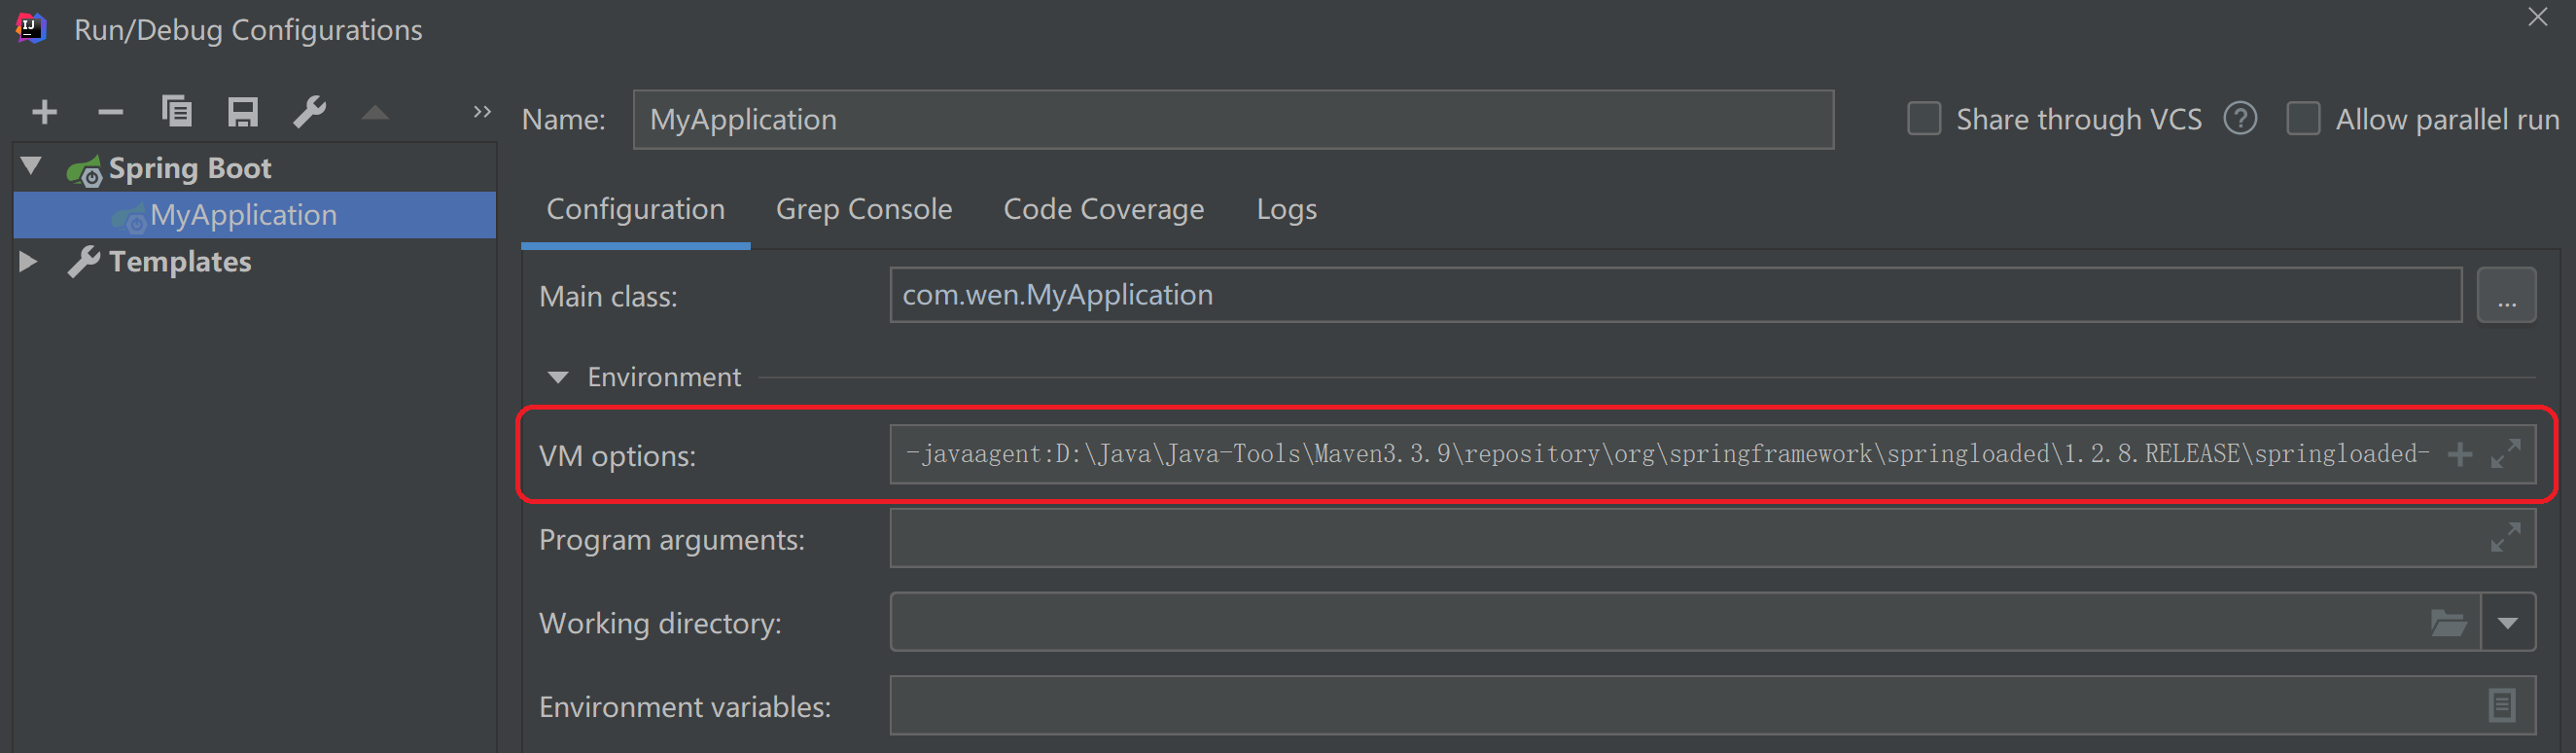 Run/Debug Configurations
Name: MyApplication Share through VCS ? Allow parallel run
Spring Boot
MyApplication
Templates
Configuration Grep Console Code Coverage Logs
Main class: com.wen.MyApplication ...
Environment
VM options: -javaagent:D:\Java\Java-Tools\Maven3.3.9\repository\org\springframework\springloaded\1.2.8.RELEASE\springloaded-
Program arguments:
Working directory:
Environment variables: